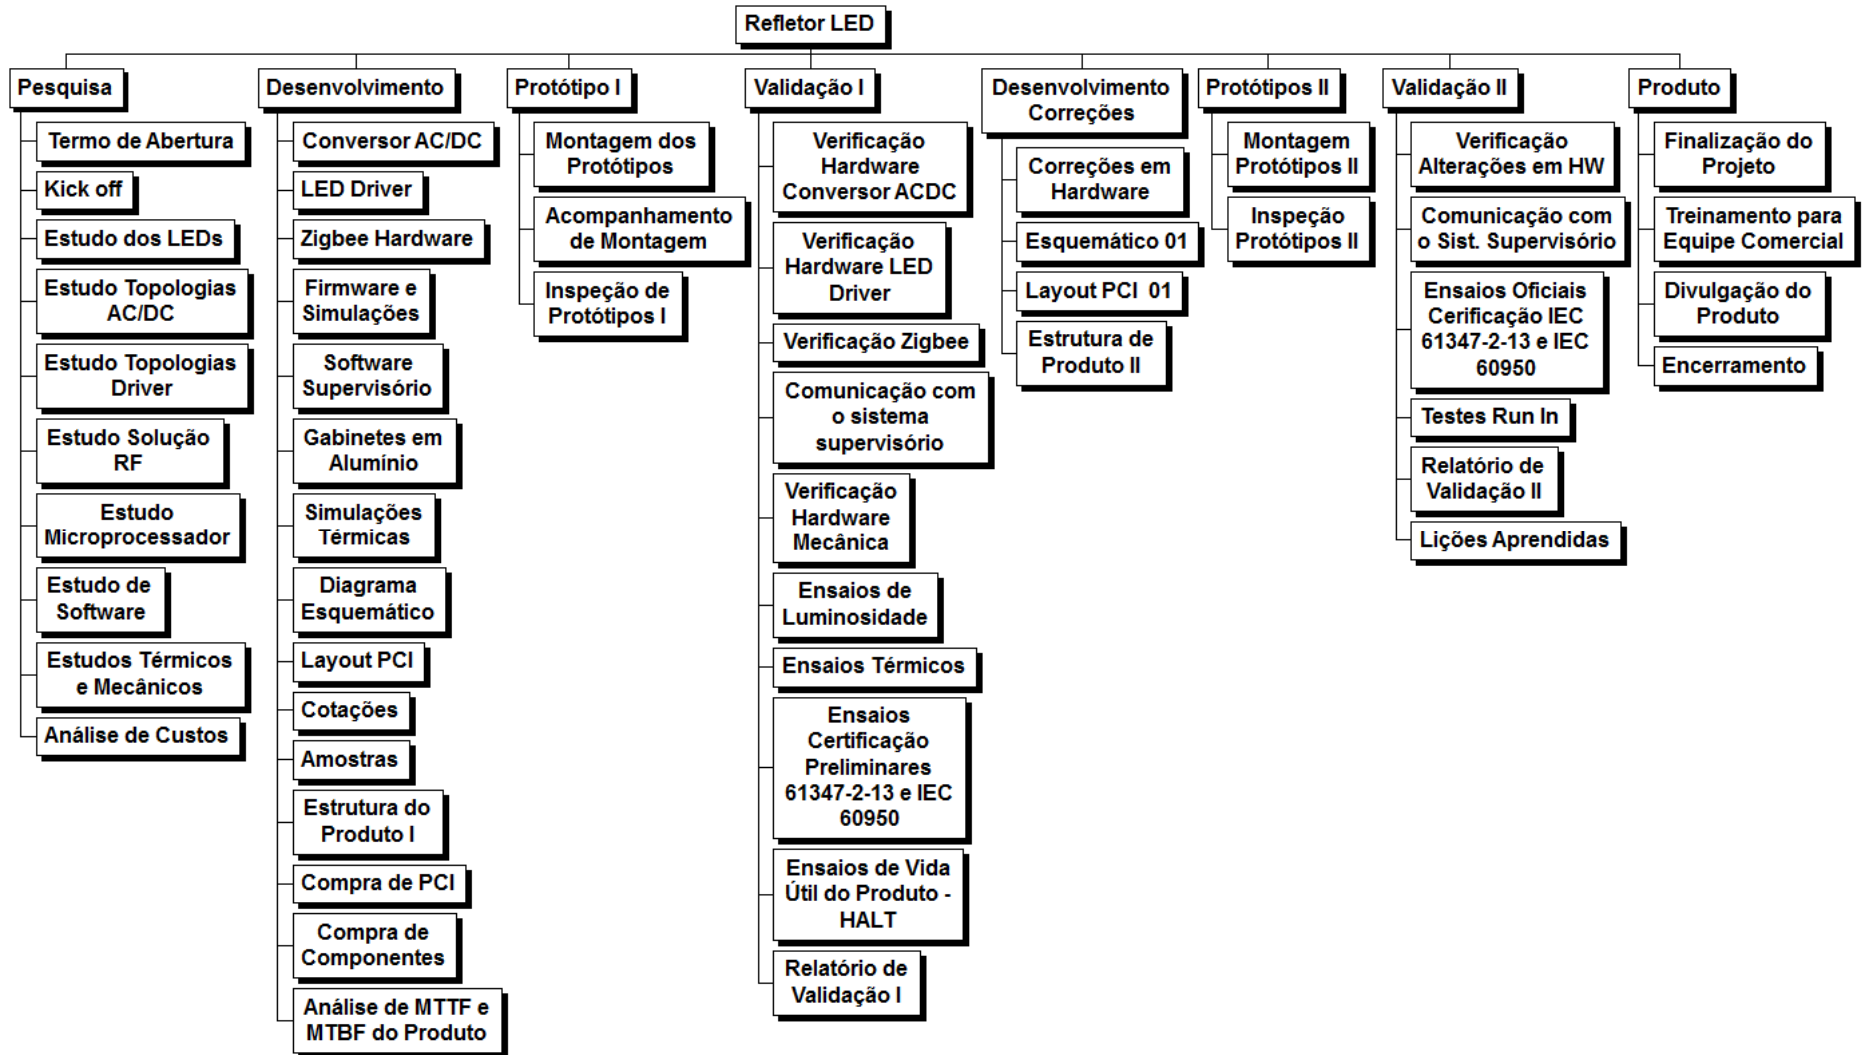 Refletor LED
Pesquisa
Termo de Abertura
Kick off
Estudo dos LEDs
Estudo Topologias
AC/DC
Estudo Topologias
Driver
Estudo Solução
RF
Estudo
Microprocessador
Estudo de
Software
Estudos Térmicos
e Mecânicos
Análise de Custos
Desenvolvimento
Conversor AC/DC
LED Driver
Zigbee Hardware
Firmware e
Simulações
Software
Supervisório
Gabinetes em
Alumínio
Simulações
Térmicas
Diagrama
Esquemático
Layout PCI
Cotações
Amostras
Estrutura do
Produto I
Compra de PCI
Compra de
Componentes
Análise de MTTF e
MTBF do Produto
Protótipo I
Montagem dos
Protótipos
Acompanhamento
de Montagem
Inspeção de
Protótipos I
Validação I
Verificação
Hardware
Conversor ACDC
Verificação
Hardware LED
Driver
Verificação Zigbee
Comunicação com
o sistema
supervisório
Verificação
Hardware
Mecânica
Ensaios de
Luminosidade
Ensaios Térmicos
Ensaios
Certificação
Preliminares
61347-2-13 e IEC
60950
Ensaios de Vida
Útil do Produto -
HALT
Relatório de
Validação I
Desenvolvimento
Correções
Correções em
Hardware
Esquemático 01
Layout PCI 01
Estrutura de
Produto II
Protótipos II
Montagem
Protótipos II
Inspeção
Protótipos II
Validação II
Verificação
Alterações em HW
Comunicação com
o Sist. Supervisório
Ensaios Oficiais
Cerificação IEC
61347-2-13 e IEC
60950
Testes Run In
Relatório de
Validação II
Lições Aprendidas
Produto
Finalização do
Projeto
Treinamento para
Equipe Comercial
Divulgação do
Produto
Encerramento